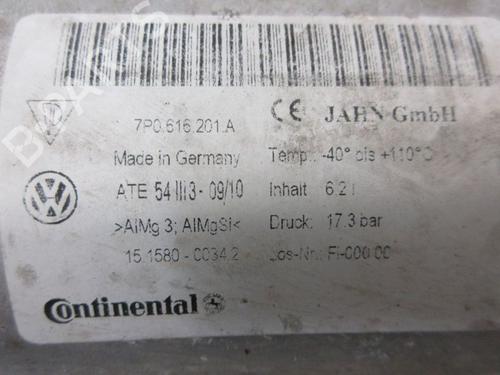 7P0.616.201.A
CE JAHN GmbH
Made in Germany
Temp.: -40° bis +110°C
ATE 54 III3 - 09/10
Inhalt: 6.2 l
>AlMg 3; AlMgSi<
Druck: 17.3 bar
15.1580 - 0034.2
Los-Nr.: FI-000 00
Continental
B-PARTS